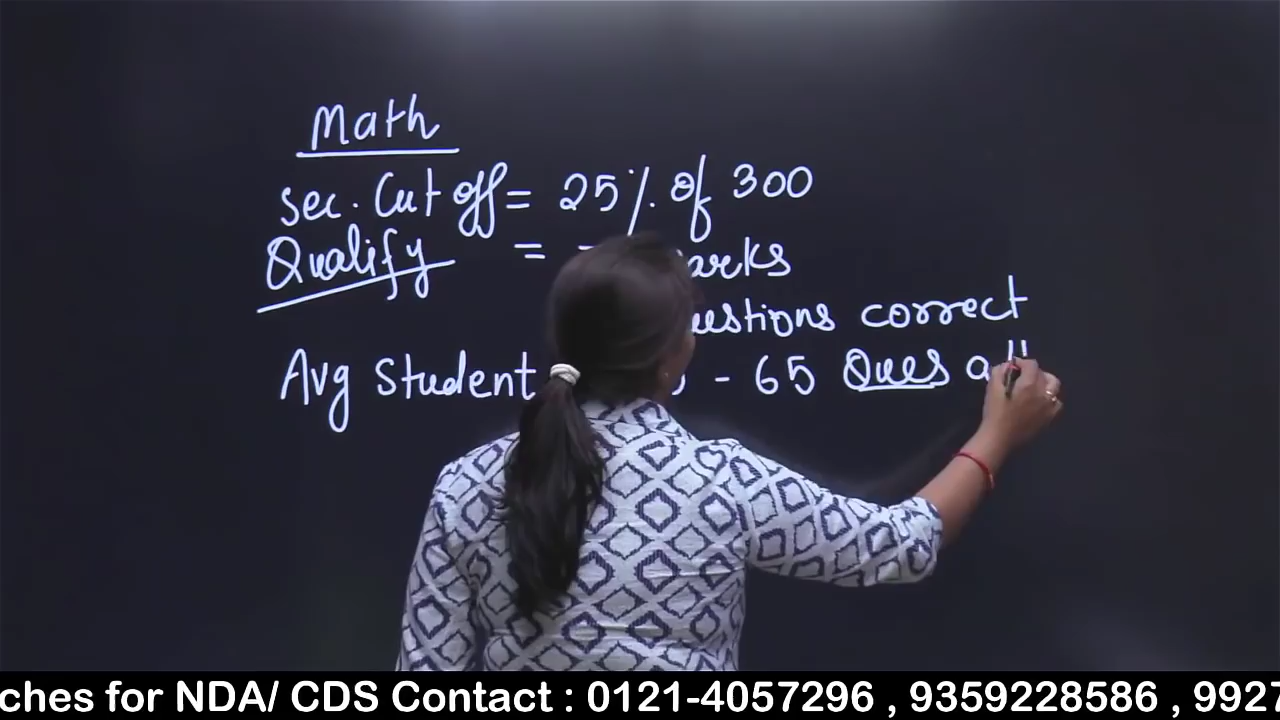 Math
Sec. Cut off = 25% of 300
Qualify = marks
questions correct
Avg Student - 65 Ques
ches for NDA/ CDS Contact : 0121-4057296 , 9359228586 , 9927